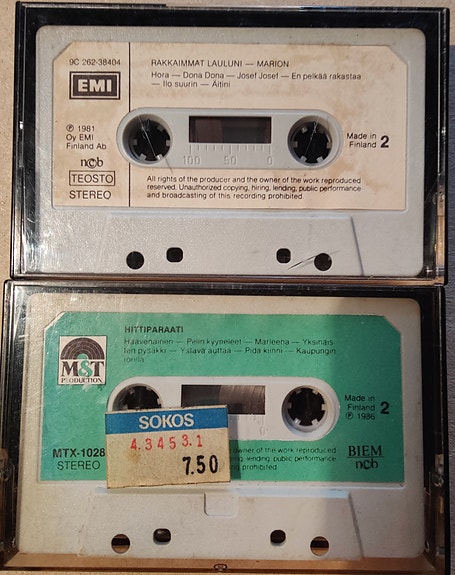 9C 262-38404
RAKKAIMMAT LAULUNI — MARION
Hora — Dona Dona — Josef Josef — En pelkää rakastaa
— Ilo suurin — Äitini
EMI
℗ 1981
Oy EMI
Finland Ab
ncb
TEOSTO
STEREO
100 50 0
Made in
Finland 2
All rights of the producer and the owner of the work reproduced
reserved. Unauthorized copying, hiring, lending, public performance
and broadcasting of this recording prohibited.
HITTIPARAATI
Haavenainen — Pelin kyyneleet — Marleena — Yksinäis-
ten pysäkki — Ystävä auttaa — Pidä kiinni — Kaupungin
M&T
PRODUCTION
Made in
Finland 2
℗ 1986
SOKOS
4.3453.1
7.50
MTX-1028
STEREO
owner of the work reproduced
lending, public performance
prohibited.
BIEM
ncb